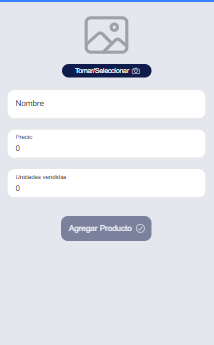 Tomar/Seleccionar
Nombre
Precio
0
Unidades vendidas
0
Agregar Producto